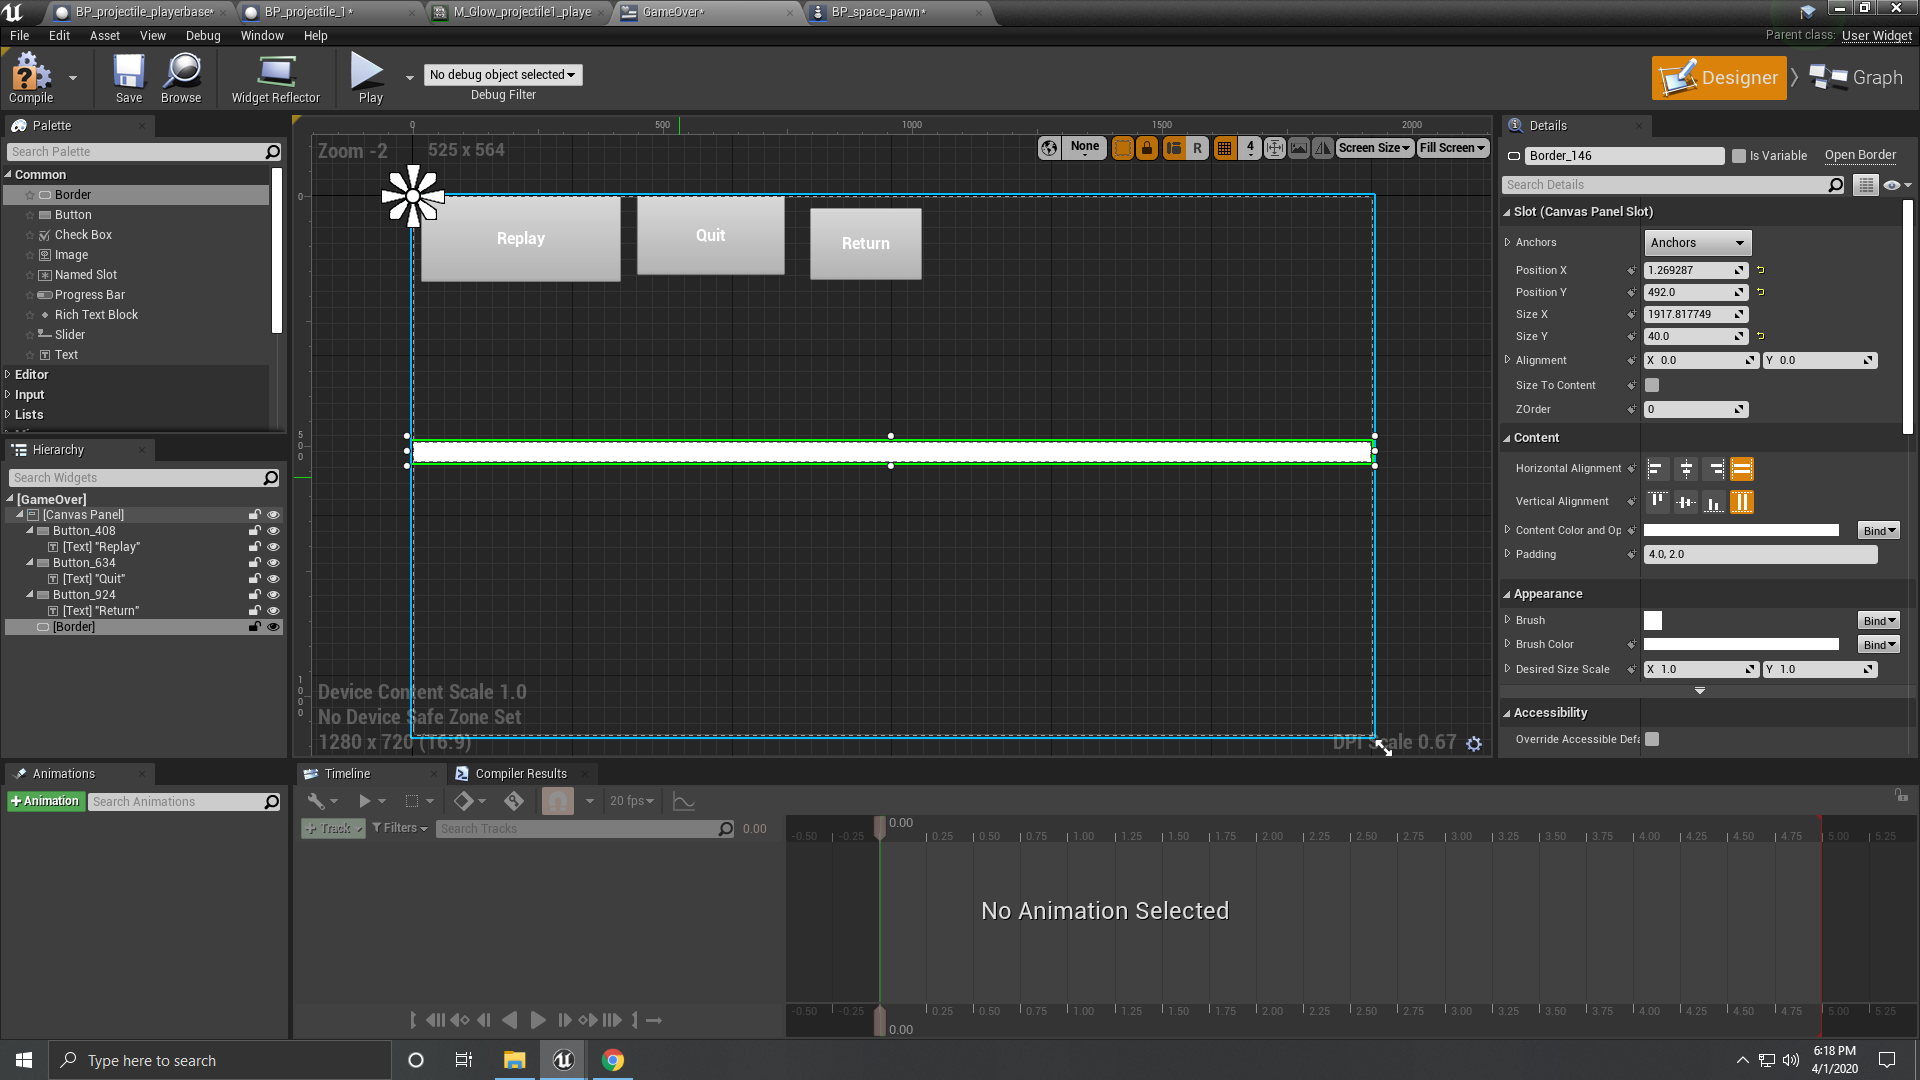 BP_projectile_playerbase*
BP_projectile_1*
M_Glow_projectile1_playe
GameOver*
BP_space_pawn*
File Edit Asset View Debug Window Help
Parent class: User Widget
Compile
Save
Browse
Widget Reflector
Play
No debug object selected
Debug Filter
Designer
Graph
Palette
Search Palette
Common
Border
Button
Check Box
Image
Named Slot
Progress Bar
Rich Text Block
Slider
Text
Editor
Input
Lists
Hierarchy
Search Widgets
[GameOver]
[Canvas Panel]
Button_408
[Text] "Replay"
Button_634
[Text] "Quit"
Button_924
[Text] "Return"
[Border]
0 500 1000 1500 2000
Zoom -2
525 x 564
None
R
4
Screen Size
Fill Screen
0
500
1000
Replay
Quit
Return
Device Content Scale 1.0
No Device Safe Zone Set
1280 x 720 (16:9)
DPI Scale 0.67
Details
Border_146
Is Variable
Open Border
Search Details
Slot (Canvas Panel Slot)
Anchors
Anchors
Position X 1.269287
Position Y 492.0
Size X 1917.817749
Size Y 40.0
Alignment X 0.0 Y 0.0
Size To Content
ZOrder 0
Content
Horizontal Alignment
Vertical Alignment
Content Color and Op
Bind
Padding 4.0, 2.0
Appearance
Brush
Bind
Brush Color
Bind
Desired Size Scale X 1.0 Y 1.0
Accessibility
Override Accessible Defa
Animations
+Animation
Search Animations
Timeline
Compiler Results
20 fps
+ Track
Filters
Search Tracks
0.00
0.00
-0.50 -0.25 0.25 0.50 0.75 1.00 1.25 1.50 1.75 2.00 2.25 2.50 2.75 3.00 3.25 3.50 3.75 4.00 4.25 4.50 4.75 5.00 5.25
No Animation Selected
-0.50 -0.25 0.25 0.50 0.75 1.00 1.25 1.50 1.75 2.00 2.25 2.50 2.75 3.00 3.25 3.50 3.75 4.00 4.25 4.50 4.75 5.00 5.25
0.00
Type here to search
6:18 PM
4/1/2020